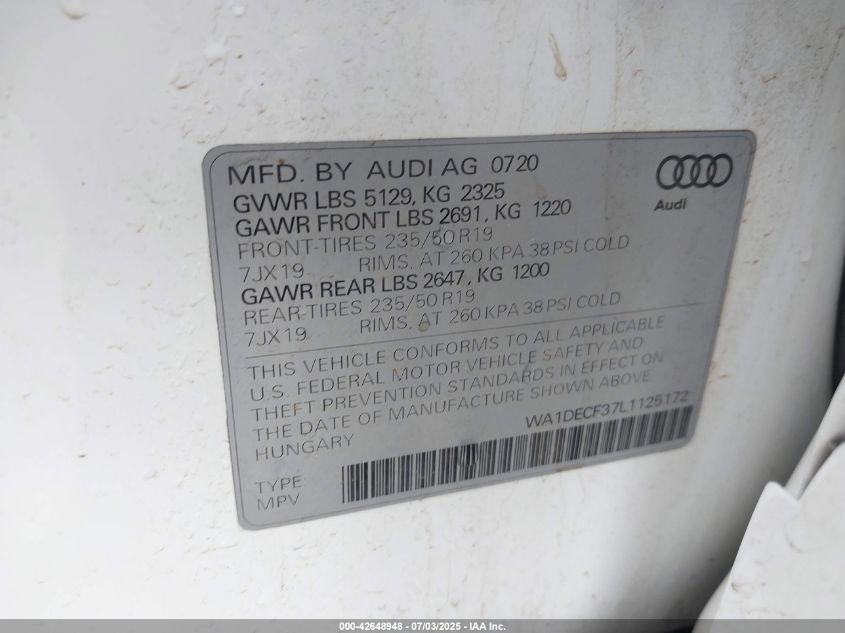 MFD. BY AUDI AG 0720
GVWR LBS 5129, KG 2325
GAWR FRONT LBS 2691, KG 1220
FRONT-TIRES 235/50 R19
7JX19 RIMS. AT 260 KPA 38 PSI COLD
GAWR REAR LBS 2647, KG 1200
REAR-TIRES 235/50 R19
7JX19 RIMS. AT 260 KPA 38 PSI COLD
Audi
THIS VEHICLE CONFORMS TO ALL APPLICABLE
U.S. FEDERAL MOTOR VEHICLE SAFETY AND
THEFT PREVENTION STANDARDS IN EFFECT ON
THE DATE OF MANUFACTURE SHOWN ABOVE
HUNGARY
WA1DECF37L1125172
TYPE:
MPV
000-42648948 - 07/03/2025 - IAA Inc.